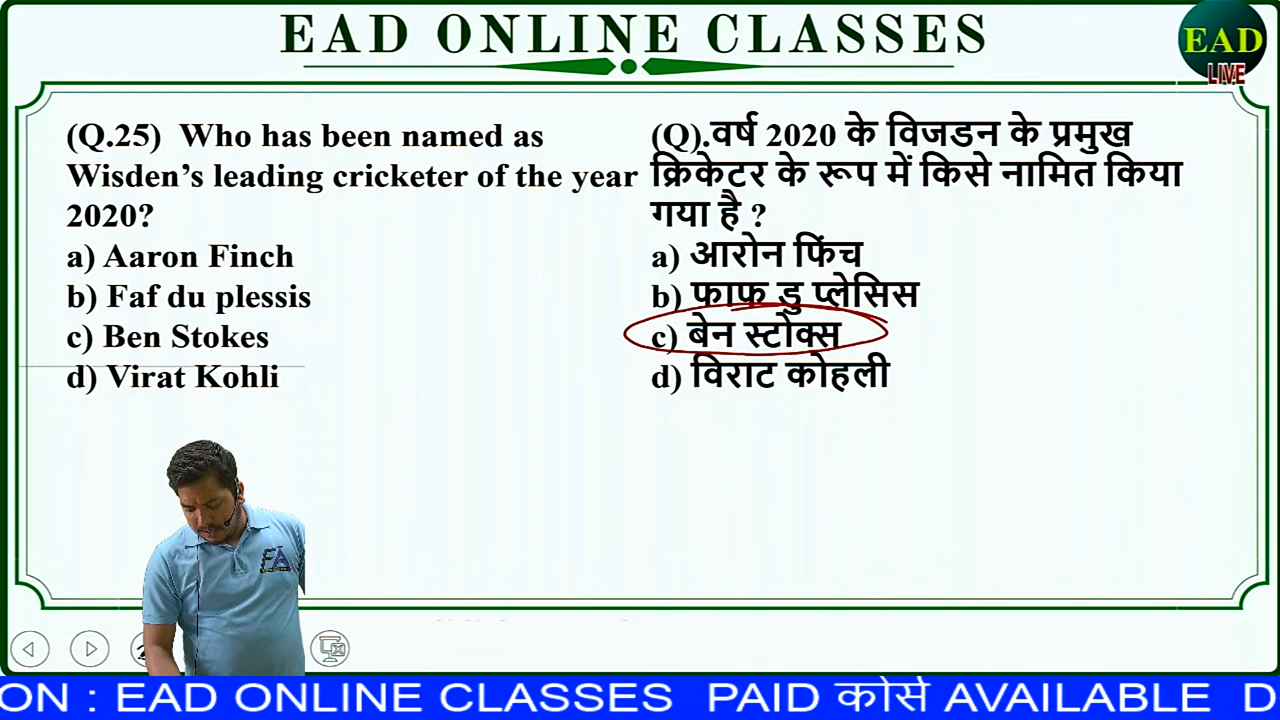 EAD ONLINE CLASSES
EAD
LIVE
(Q.25) Who has been named as
Wisden’s leading cricketer of the year
2020?
a) Aaron Finch
b) Faf du plessis
c) Ben Stokes
d) Virat Kohli
(Q).वर्ष 2020 के विजडन के प्रमुख
क्रिकेटर के रूप में किसे नामित किया
गया है ?
a) आरोन फिंच
b) फाफ डु प्लेसिस
c) बेन स्टोक्स
d) विराट कोहली
FA
ON : EAD ONLINE CLASSES PAID कोर्स AVAILABLE D